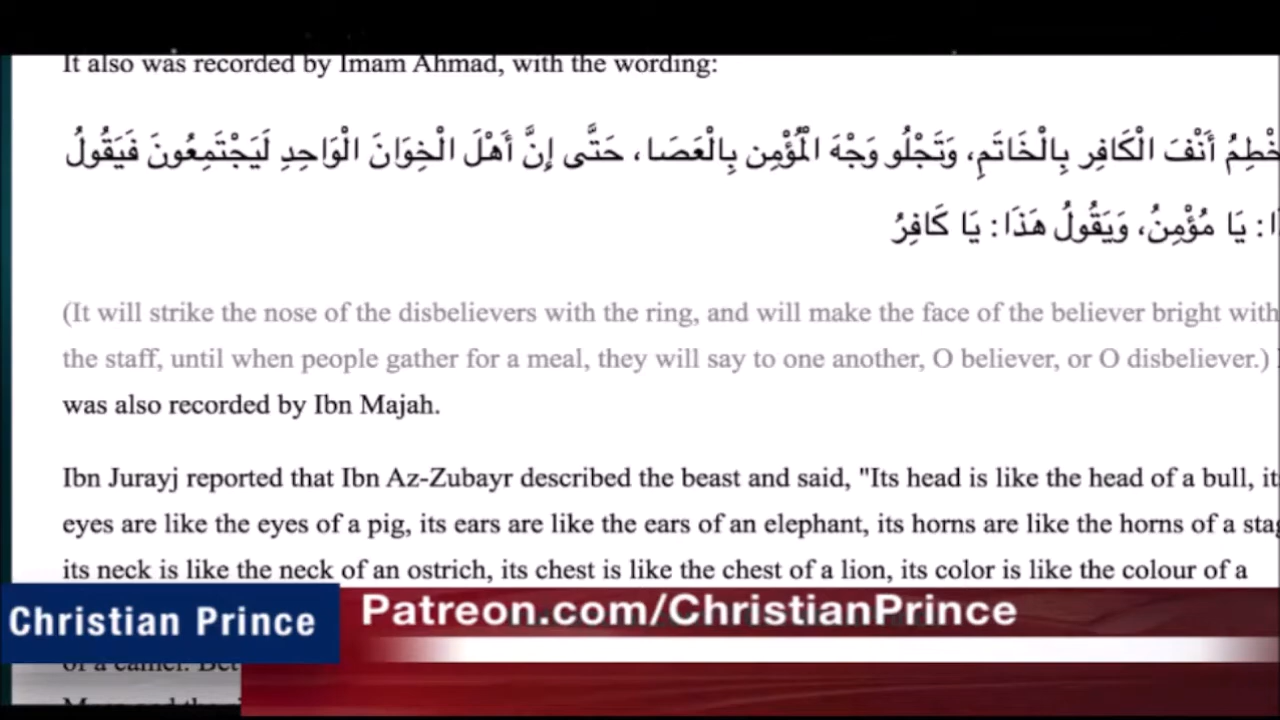 It also was recorded by Imam Ahmad, with the wording:
أَنْفَ الْكَافِرِ بِالْخَاتَمِ، وَتَجْلُو وَجْهَ الْمُؤْمِنِ بِالْعَصَا، حَتَّى إِنَّ أَهْلَ الْخِوَانَ الْوَاحِدِ لَيَجْتَمِعُونَ فَيَقُولُ
: يَا مُؤْمِنُ، وَيَقُولُ هَذَا: يَا كَافِرُ
(It will strike the nose of the disbelievers with the ring, and will make the face of the believer bright with
the staff, until when people gather for a meal, they will say to one another, O believer, or O disbeliever.)
was also recorded by Ibn Majah.
Ibn Jurayj reported that Ibn Az-Zubayr described the beast and said, "Its head is like the head of a bull,
eyes are like the eyes of a pig, its ears are like the ears of an elephant, its horns are like the horns of a
its neck is like the neck of an ostrich, its chest is like the chest of a lion, its color is like the colour of a
Christian Prince
Patreon.com/ChristianPrince
of a camel. Bet